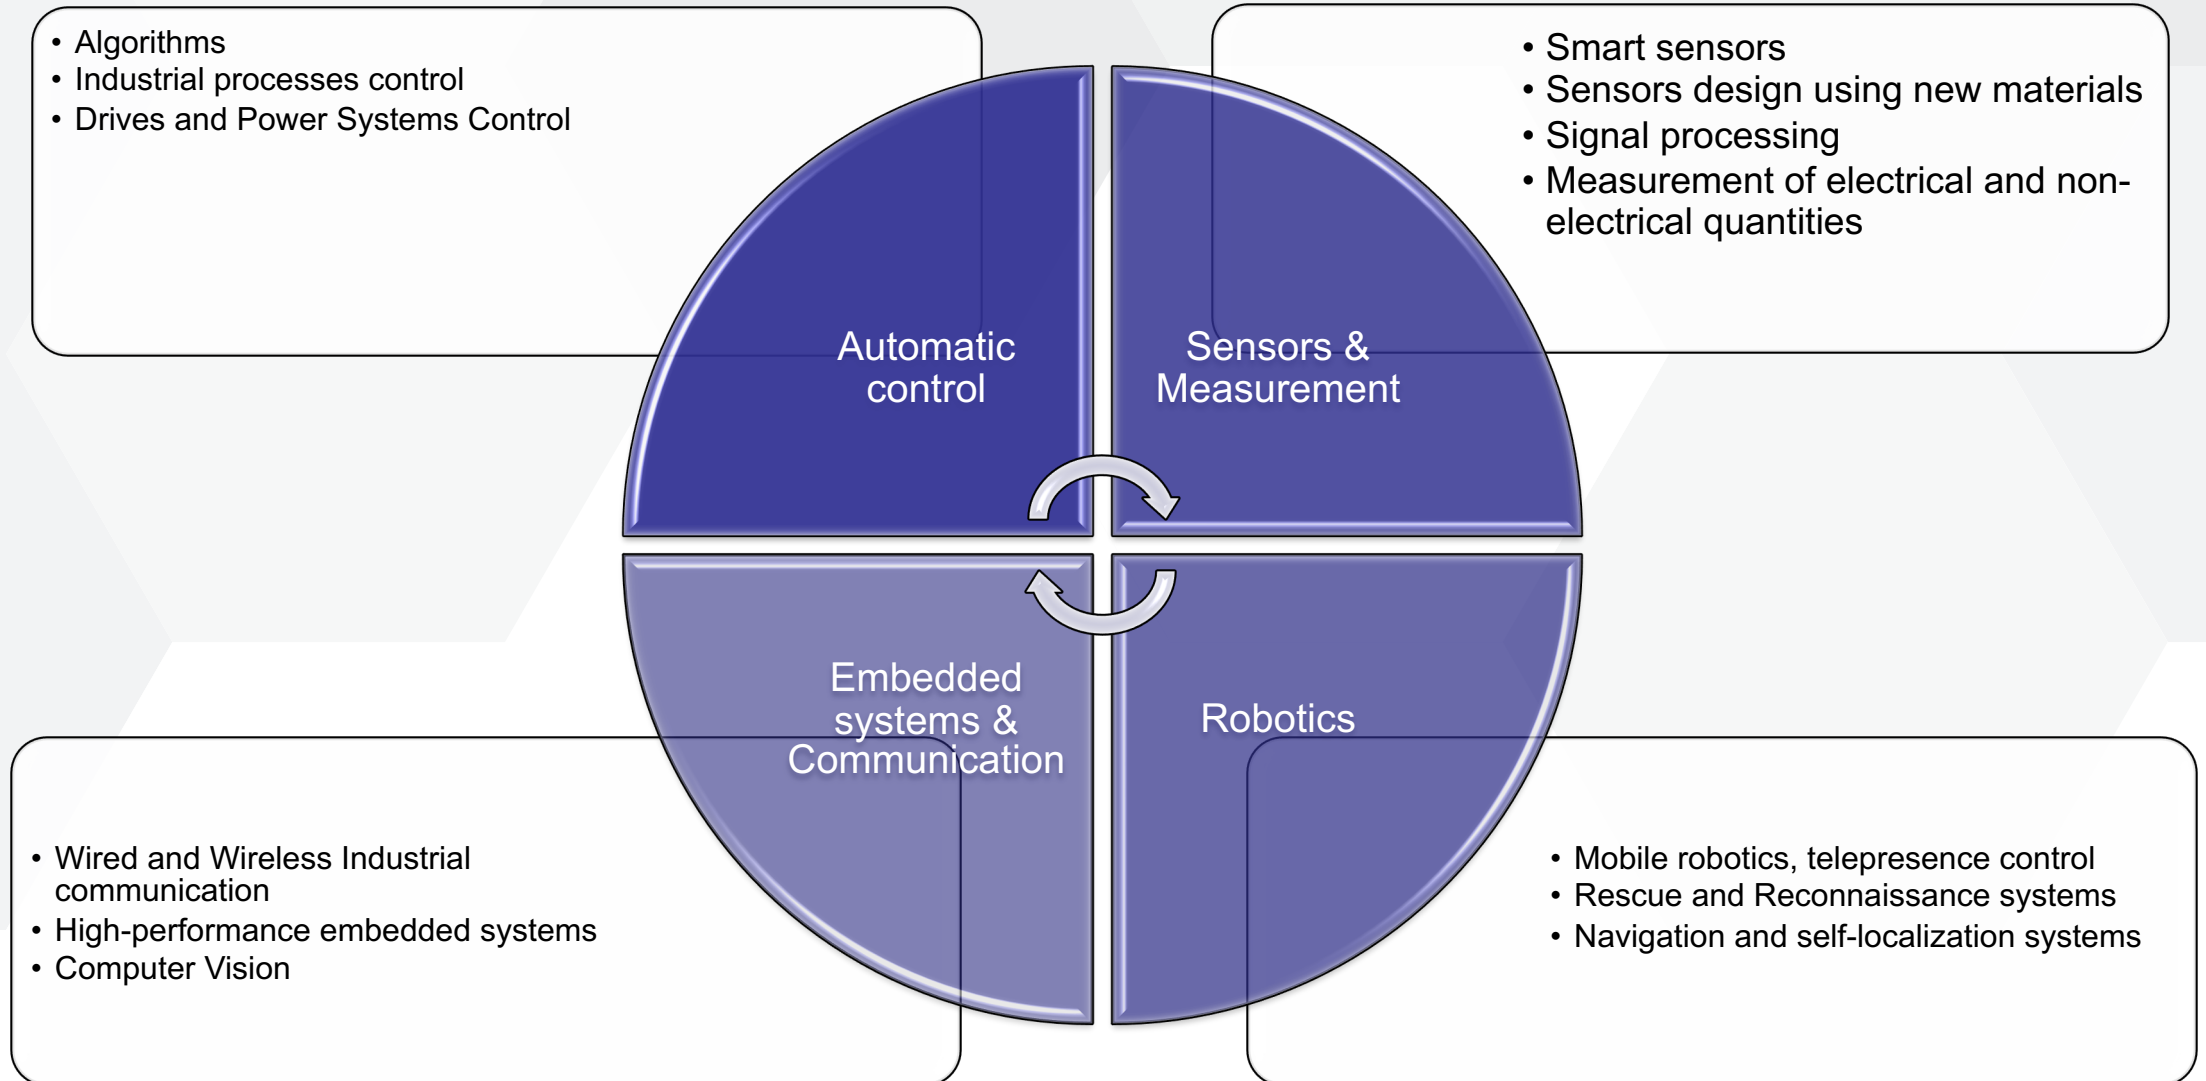 • Algorithms
• Industrial processes control
• Drives and Power Systems Control
• Smart sensors
• Sensors design using new materials
• Signal processing
• Measurement of electrical and non-
electrical quantities
Automatic
control
Sensors &
Measurement
Embedded
systems &
Communication
Robotics
• Wired and Wireless Industrial
communication
• High-performance embedded systems
• Computer Vision
• Mobile robotics, telepresence control
• Rescue and Reconnaissance systems
• Navigation and self-localization systems